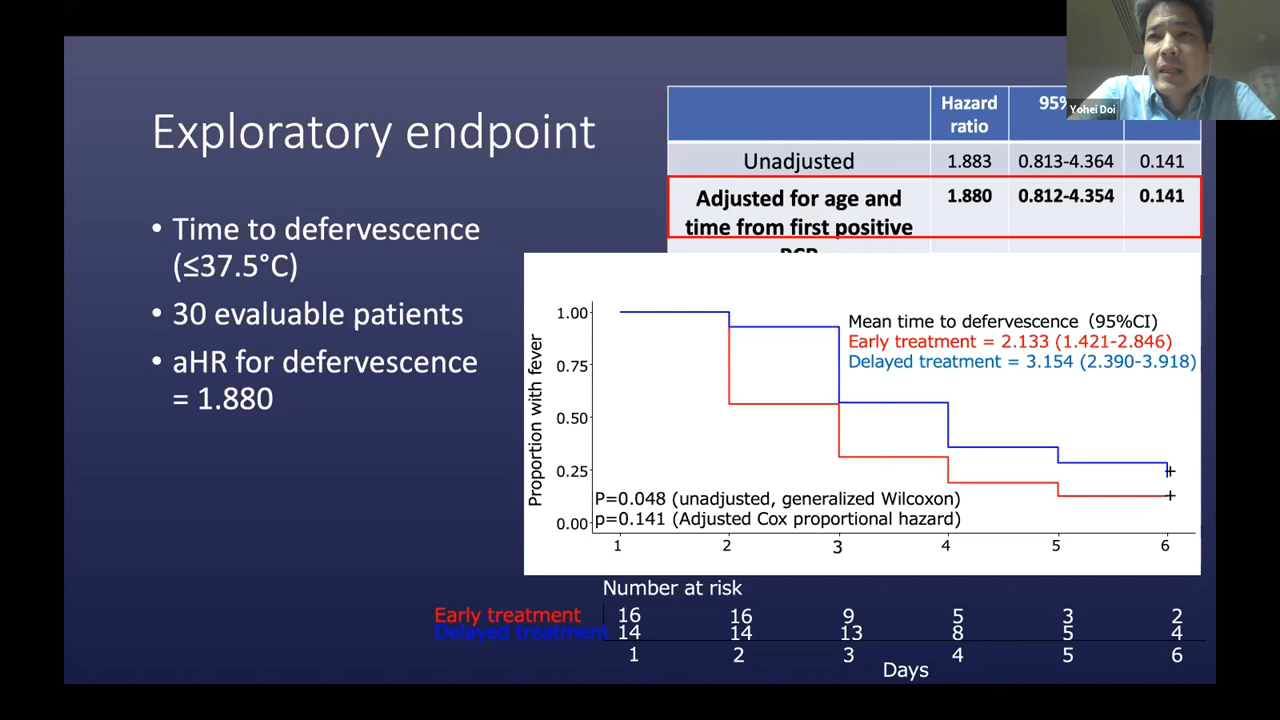 Exploratory endpoint
• Time to defervescence
(≤37.5°C)
• 30 evaluable patients
• aHR for defervescence
= 1.880
Hazard
ratio
95%
Unadjusted 1.883 0.813-4.364 0.141
Adjusted for age and
time from first positive
PCR
1.880 0.812-4.354 0.141
Yohei Doi
Proportion with fever
1.00
0.75
0.50
0.25
0.00
Mean time to defervescence (95%CI)
Early treatment = 2.133 (1.421-2.846)
Delayed treatment = 3.154 (2.390-3.918)
P=0.048 (unadjusted, generalized Wilcoxon)
p=0.141 (Adjusted Cox proportional hazard)
1 2 3 4 5 6
Number at risk
Early treatment 16 16 9 5 3 2
Delayed treatment 14 14 13 8 5 4
1 2 3 4 5 6
Days